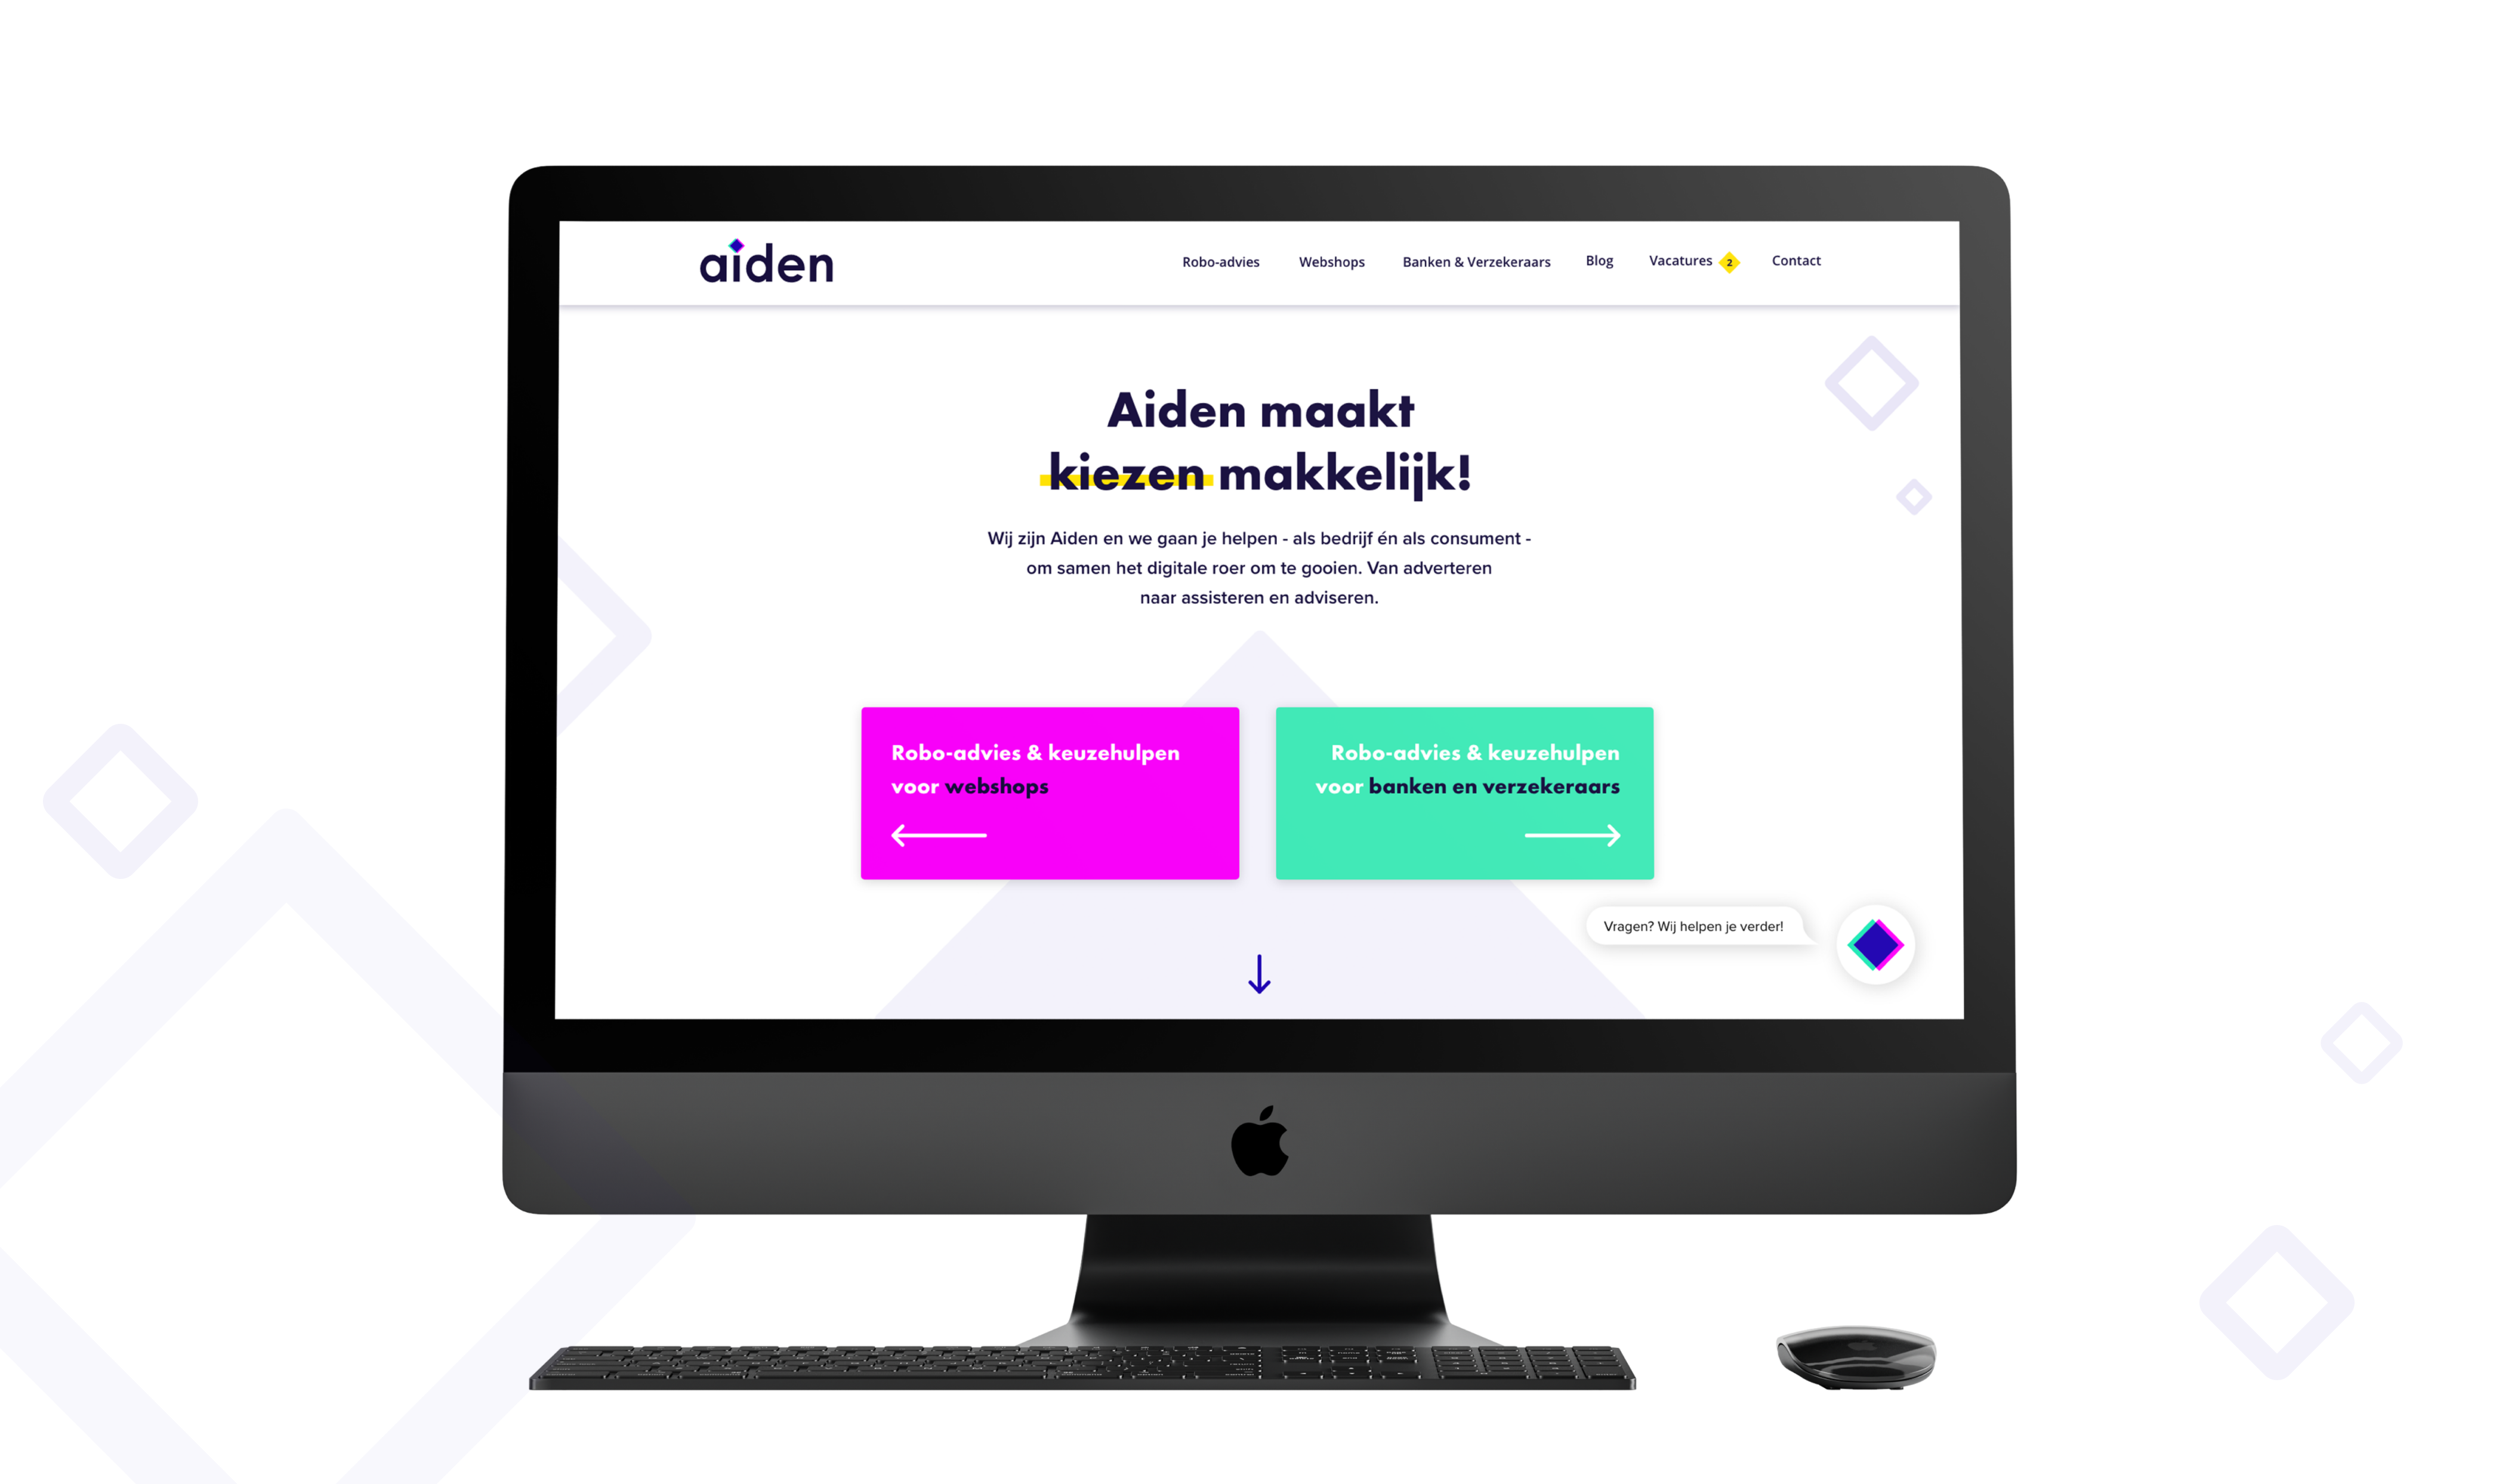 aiden
Robo-advies Webshops Banken & Verzekeraars Blog Vacatures 2 Contact
Aiden maakt
kiezen makkelijk!
Wij zijn Aiden en we gaan je helpen - als bedrijf én als consument -
om samen het digitale roer om te gooien. Van adverteren
naar assisteren en adviseren.
Robo-advies & keuzehulpen
voor webshops
Robo-advies & keuzehulpen
voor banken en verzekeraars
Vragen? Wij helpen je verder!